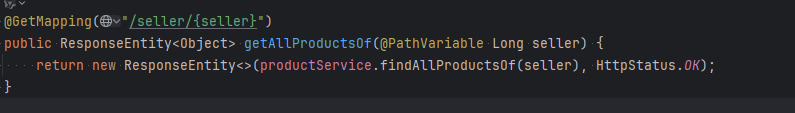 @GetMapping("/seller/{seller}")
public ResponseEntity<Object> getAllProductsOf(@PathVariable Long seller) {
    return new ResponseEntity<>(productService.findAllProductsOf(seller), HttpStatus.OK);
}